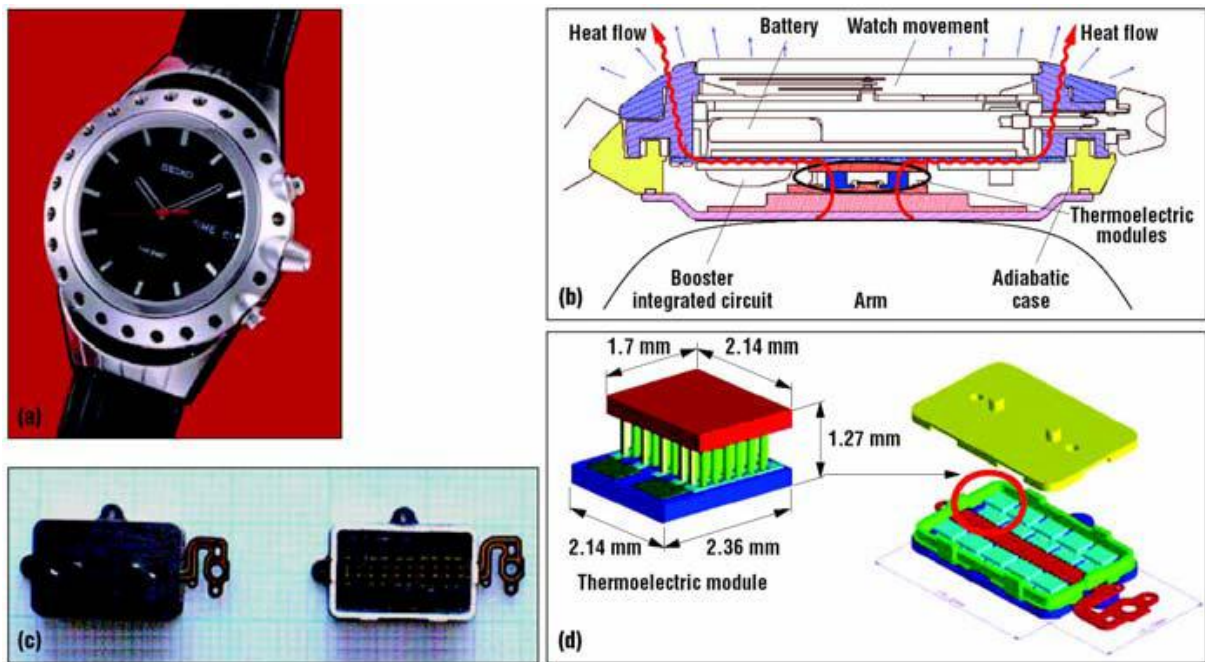 SEIKO
(a)
Heat flow
Battery
Watch movement
Heat flow
Thermoelectric
modules
Booster
integrated circuit
Arm
Adiabatic
case
(b)
(c)
1.7 mm
2.14 mm
1.27 mm
2.14 mm
2.36 mm
Thermoelectric module
(d)